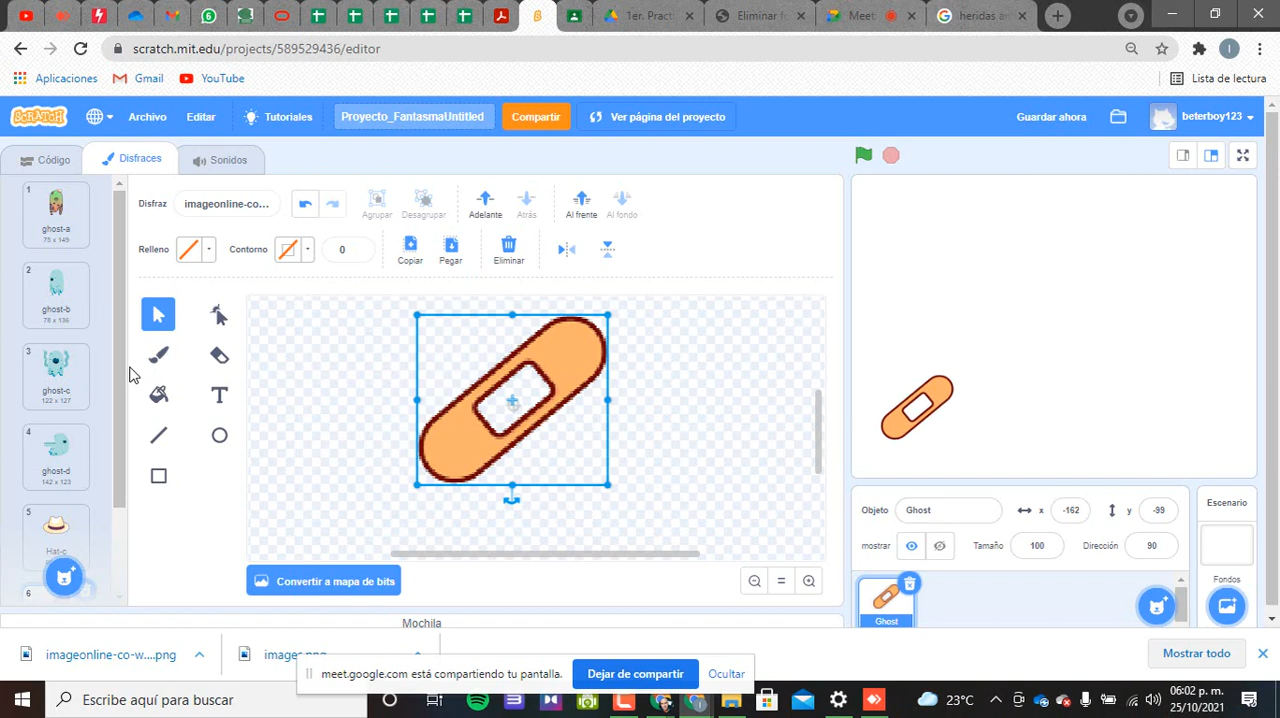 1er. Practi
Eliminar fo
Meet
heridas an
scratch.mit.edu/projects/589529436/editor
Aplicaciones
Gmail
YouTube
Lista de lectura
SCRATCH
Archivo
Editar
Tutoriales
Proyecto_FantasmaUntitled
Compartir
Ver página del proyecto
Guardar ahora
beterboy123
Código
Disfraces
Sonidos
1
ghost-a
75 x 149
2
ghost-b
78 x 136
3
ghost-c
122 x 127
4
ghost-d
142 x 123
5
Hat-c
6
Disfraz
imageonline-co...
Agrupar
Desagrupar
Adelante
Atrás
Al frente
Al fondo
Relleno
Contorno
0
Copiar
Pegar
Eliminar
T
Convertir a mapa de bits
Objeto
Ghost
x
-162
y
-99
mostrar
Tamaño
100
Dirección
90
Ghost
Escenario
Fondos
Mochila
imageonline-co-w....png
Mostrar todo
meet.google.com está compartiendo tu pantalla.
Dejar de compartir
Ocultar
Escribe aquí para buscar
23°C
06:02 p. m.
25/10/2021